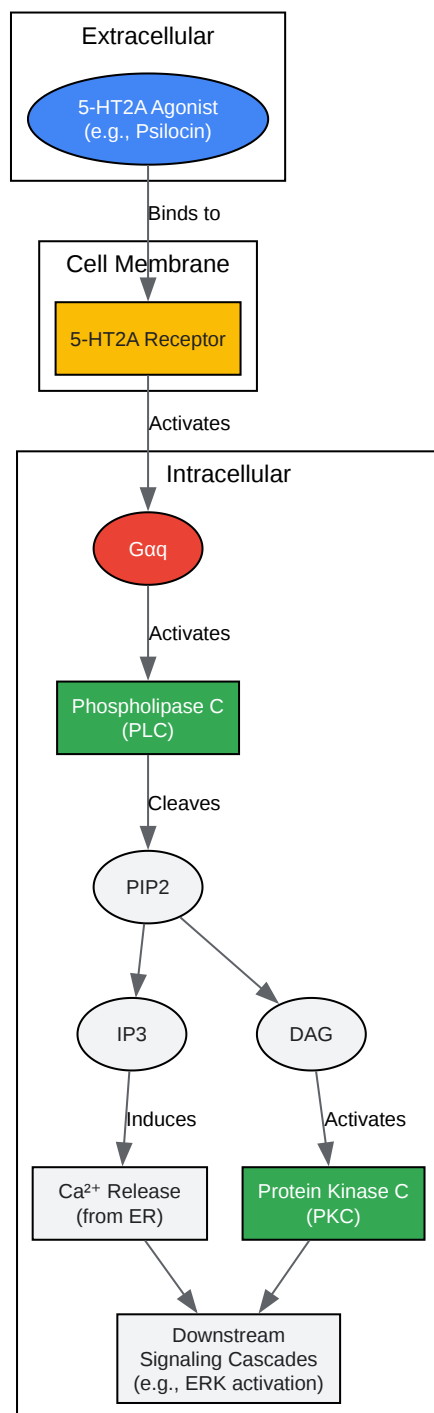 Extracellular
5-HT2A Agonist
(e.g., Psilocin)
Binds to
Cell Membrane
5-HT2A Receptor
Activates
Intracellular
Gαq
Activates
Phospholipase C
(PLC)
Cleaves
PIP2
IP3
DAG
Induces
Activates
Ca²⁺ Release
(from ER)
Protein Kinase C
(PKC)
Downstream
Signaling Cascades
(e.g., ERK activation)